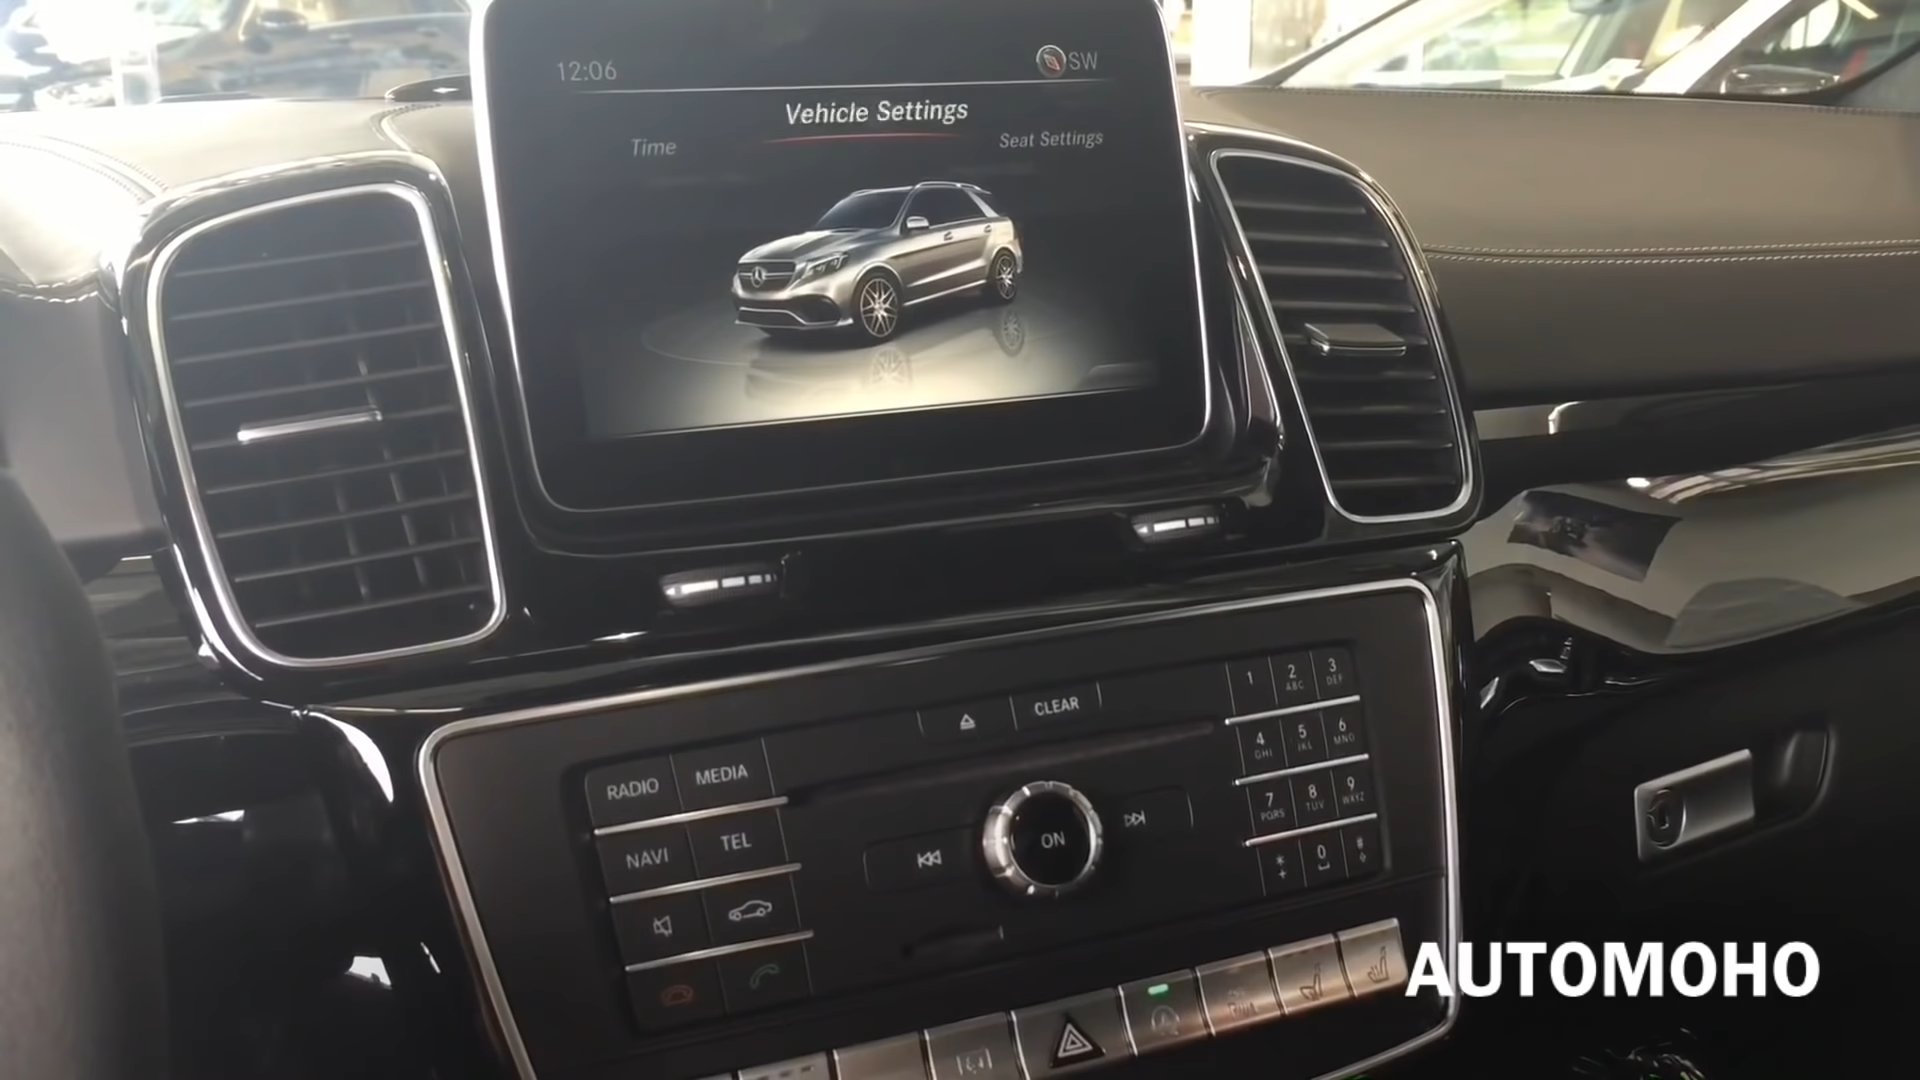 12:06
SW
Vehicle Settings
Time
Seat Settings
CLEAR
RADIO
MEDIA
NAVI
TEL
ON
1
2
ABC
3
DEF
4
GHI
5
JKL
6
MNO
7
PQRS
8
TUV
9
WXYZ
*
+
0
#
AUTOMOHO